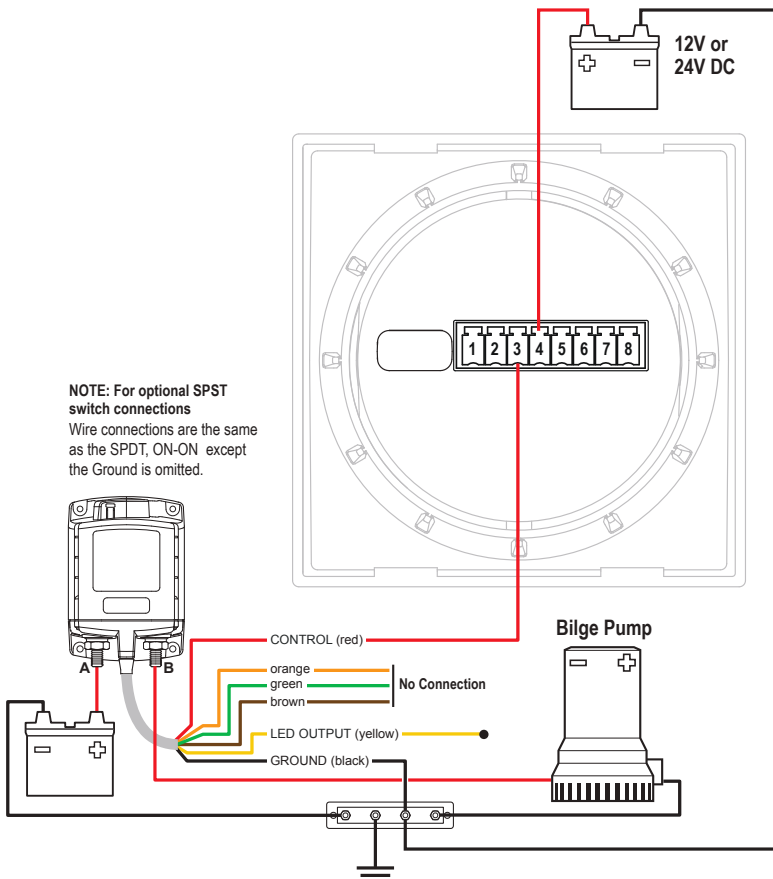 12V or
24V DC
1 2 3 4 5 6 7 8
NOTE: For optional SPST
switch connections
Wire connections are the same
as the SPDT, ON-ON except
the Ground is omitted.
A
B
CONTROL (red)
orange
green
brown
No Connection
LED OUTPUT (yellow)
GROUND (black)
Bilge Pump